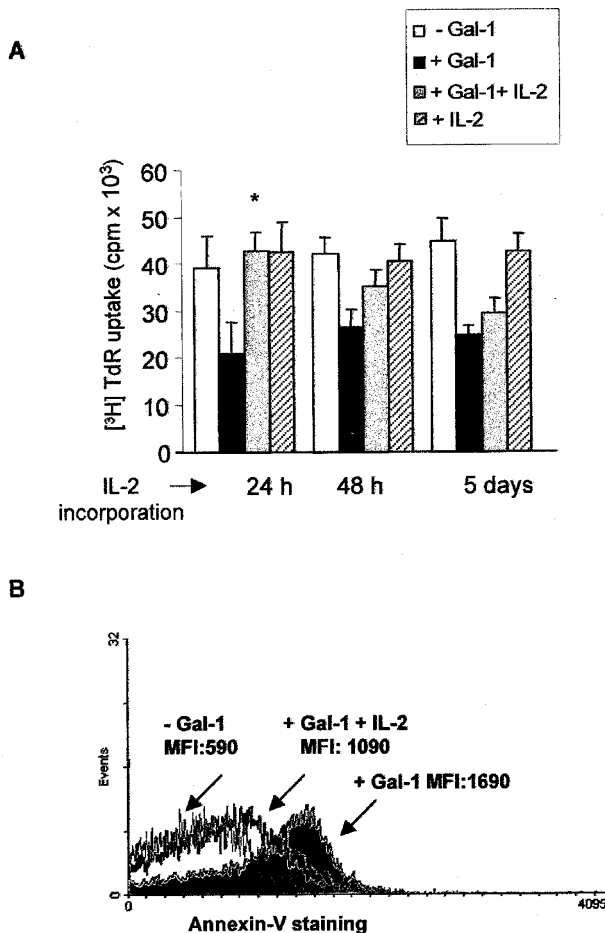 - Gal-1
+ Gal-1
+ Gal-1+ IL-2
+ IL-2
A
[³H] TdR uptake (cpm x 10³)
60
50
40
30
20
10
0
*
IL-2 incorporation → 24 h 48 h 5 days
B
32
Events
0
- Gal-1
MFI:590
+ Gal-1 + IL-2
MFI: 1090
+ Gal-1 MFI:1690
0
4095
Annexin-V staining